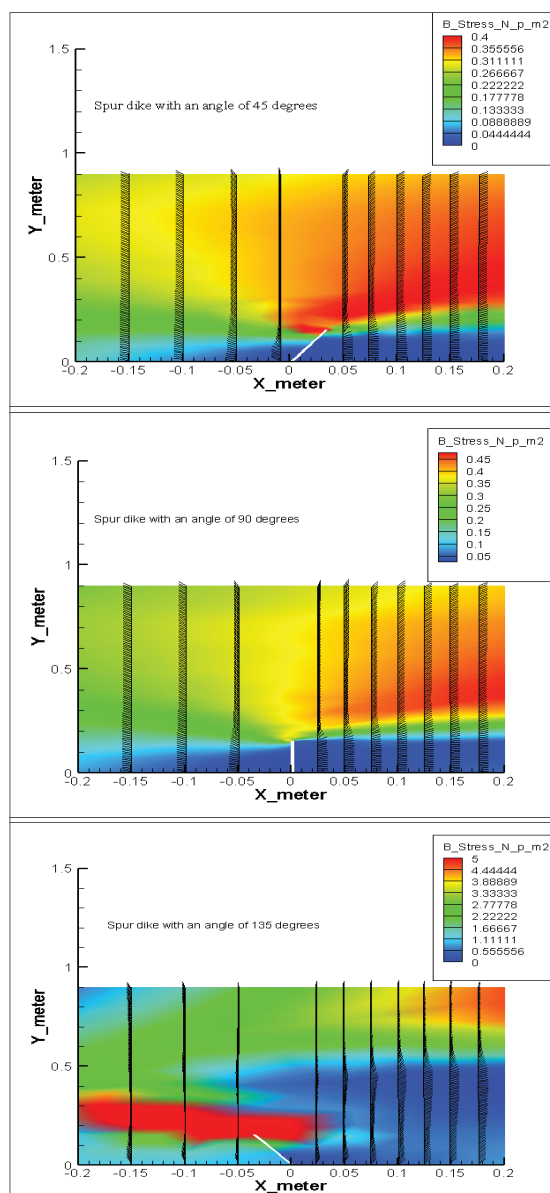 B_Stress_N_p_m2
0.4
0.355556
0.311111
0.266667
0.222222
0.177778
0.133333
0.0888889
0.0444444
0
Spur dike with an angle of 45 degrees
Y_meter
1.5
1
0.5
0
-0.2 -0.15 -0.1 -0.05 0 0.05 0.1 0.15 0.2
X_meter
B_Stress_N_p_m2
0.45
0.4
0.35
0.3
0.25
0.2
0.15
0.1
0.05
Spur dike with an angle of 90 degrees
Y_meter
1.5
1
0.5
0
-0.2 -0.15 -0.1 -0.05 0 0.05 0.1 0.15 0.2
X_meter
B_Stress_N_p_m2
5
4.44444
3.88889
3.33333
2.77778
2.22222
1.66667
1.11111
0.555556
0
Spur dike with an angle of 135 degrees
Y_meter
1.5
1
0.5
0
-0.2 -0.15 -0.1 -0.05 0 0.05 0.1 0.15 0.2
X_meter